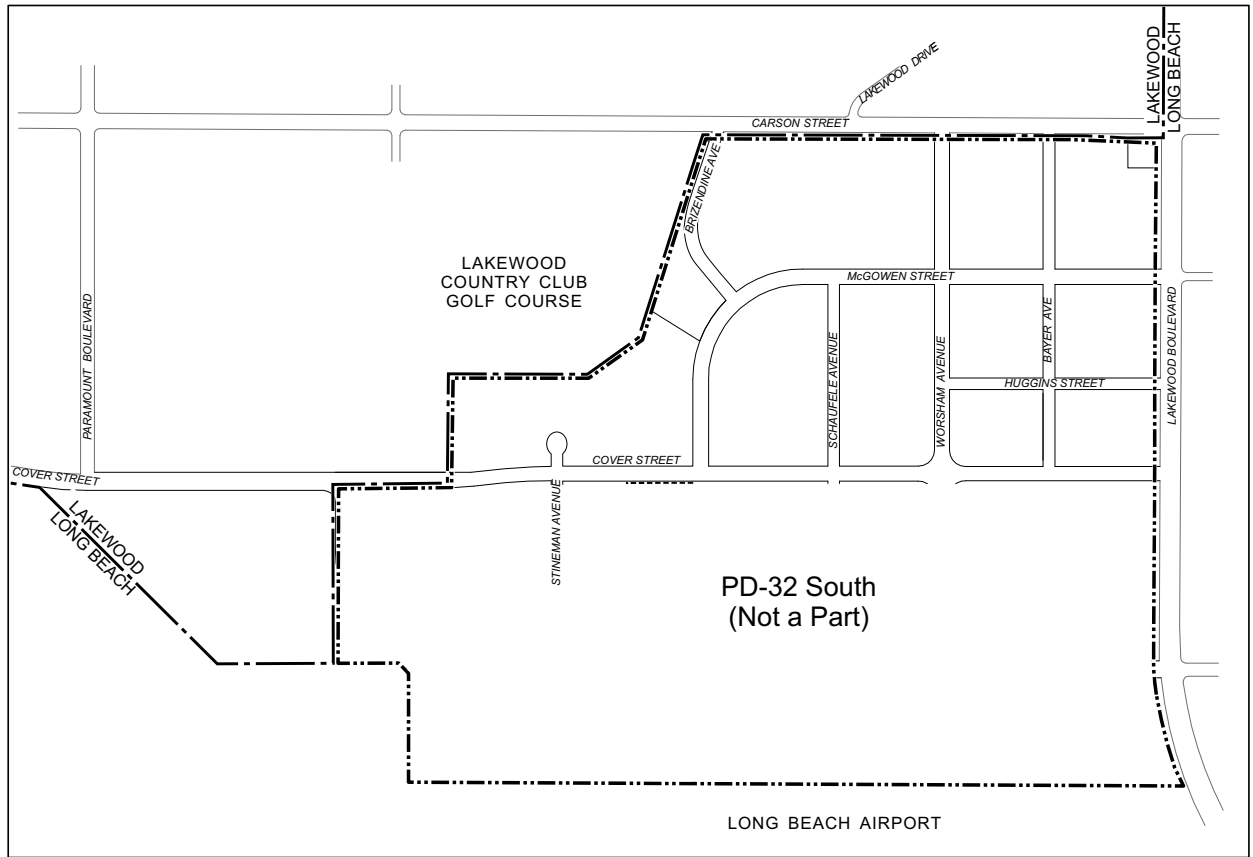 LAKEWOOD
LONG BEACH
LAKEWOOD DRIVE
CARSON STREET
BRIZENDINE AVE
LAKEWOOD
COUNTRY CLUB
GOLF COURSE
McGOWEN STREET
PARAMOUNT BOULEVARD
SCHAUFELE AVENUE
WORSHAM AVENUE
BAYER AVE
LAKEWOOD BOULEVARD
HUGGINS STREET
COVER STREET
COVER STREET
STINEMAN AVENUE
LAKEWOOD
LONG BEACH
PD-32 South
(Not a Part)
LONG BEACH AIRPORT